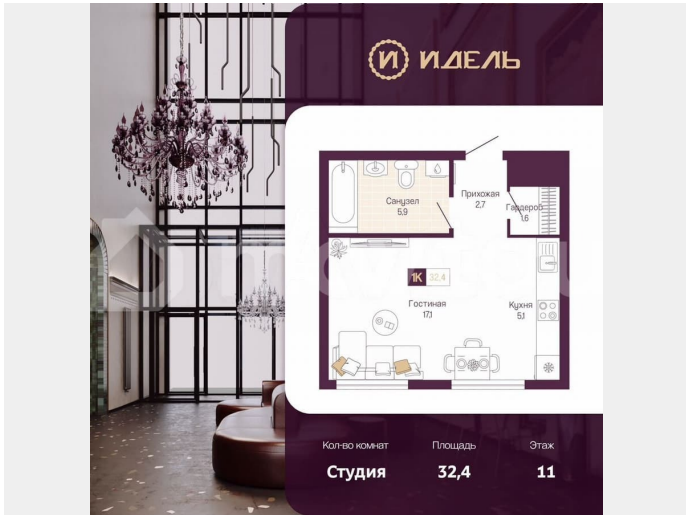 И ИДЕЛЬ
Прихожая
2,7
Санузел
5,9
Гардероб
1,6
1К 32,4
Гостиная
17,1
Кухня
5,1
Кол-во комнат Площадь Этаж
Студия 32,4 11